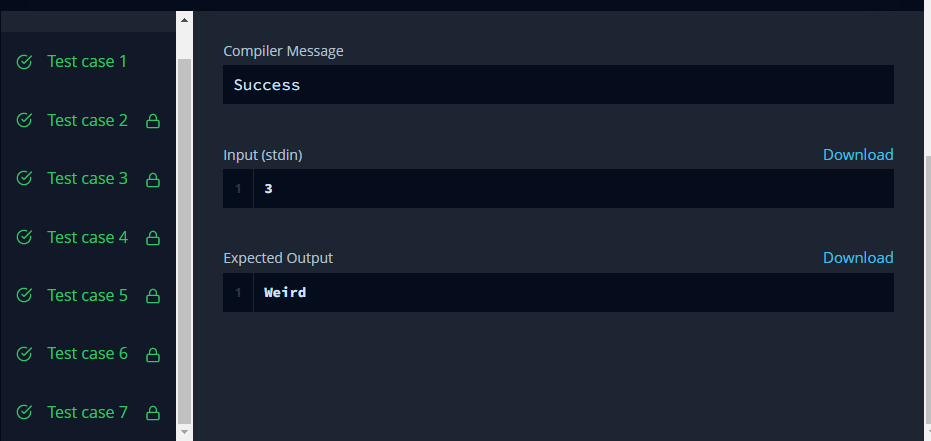 Test case 1
Test case 2
Test case 3
Test case 4
Test case 5
Test case 6
Test case 7
Compiler Message
Success
Input (stdin)
Download
1 3
Expected Output
Download
1 Weird